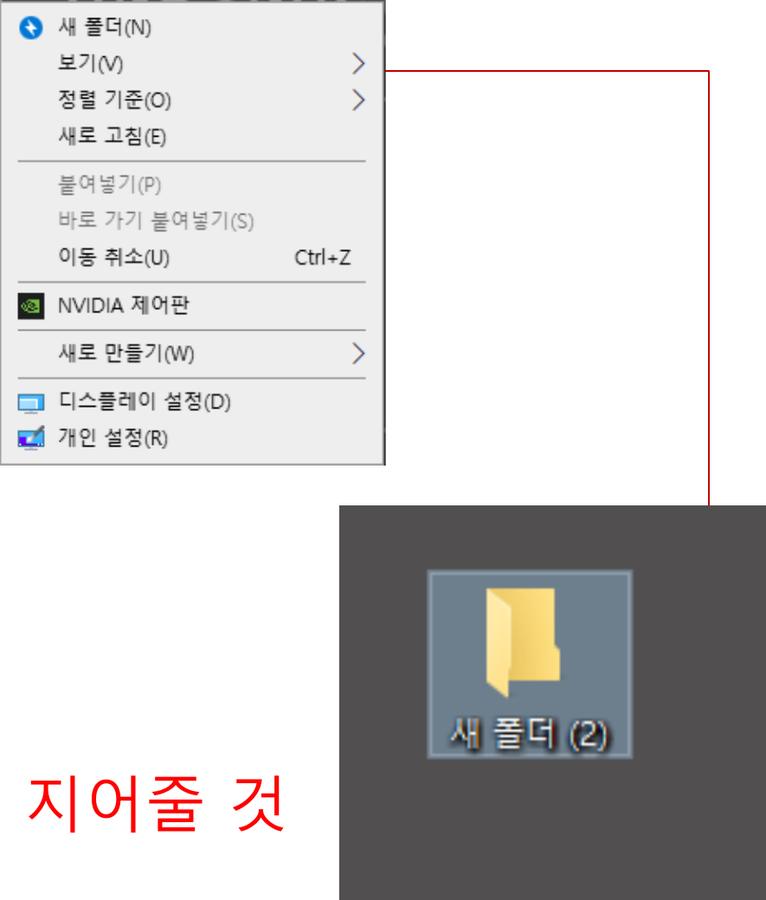 새 폴더(N)
보기(V)
정렬 기준(O)
새로 고침(E)
붙여넣기(P)
바로 가기 붙여넣기(S)
이동 취소(U) Ctrl+Z
NVIDIA 제어판
새로 만들기(W)
디스플레이 설정(D)
개인 설정(R)
새 폴더 (2)
지어줄 것